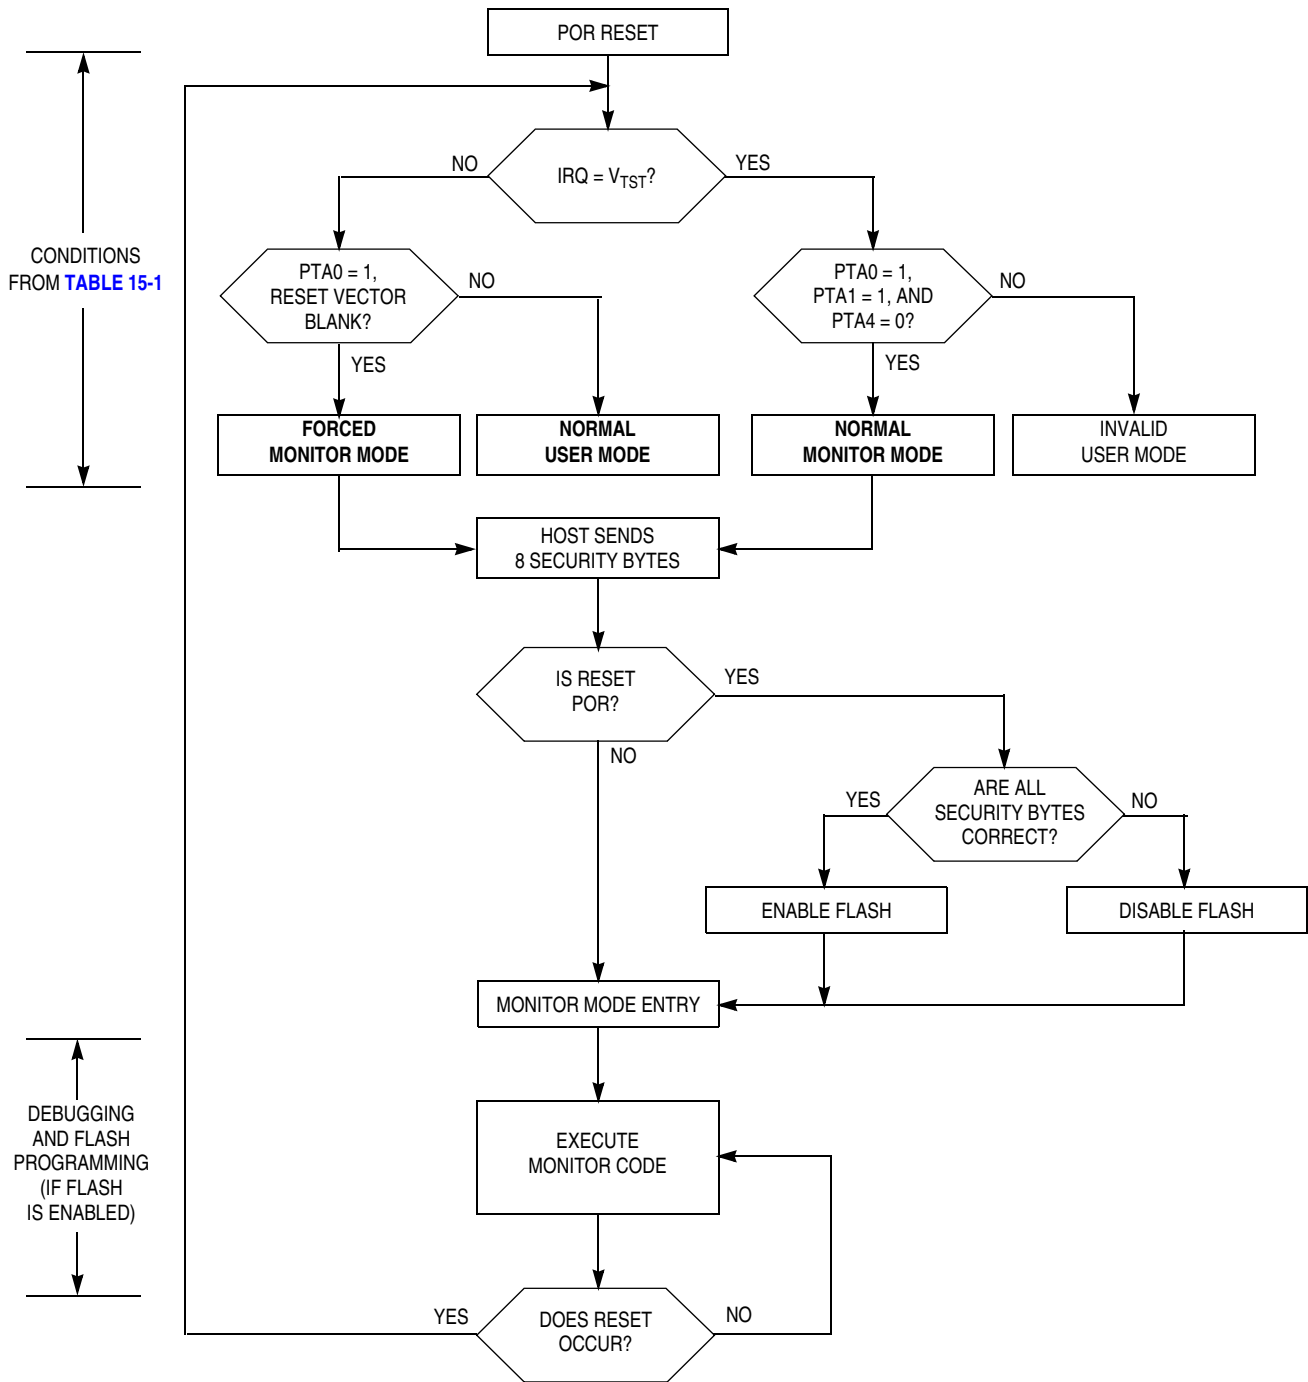 POR RESET
NO
IRQ = VTST?
YES
CONDITIONS
FROM TABLE 15-1
PTA0 = 1,
RESET VECTOR
BLANK?
NO
YES
PTA0 = 1,
PTA1 = 1, AND
PTA4 = 0?
NO
YES
FORCED
MONITOR MODE
NORMAL
USER MODE
NORMAL
MONITOR MODE
INVALID
USER MODE
HOST SENDS
8 SECURITY BYTES
IS RESET
POR?
YES
NO
YES
ARE ALL
SECURITY BYTES
CORRECT?
NO
ENABLE FLASH
DISABLE FLASH
MONITOR MODE ENTRY
DEBUGGING
AND FLASH
PROGRAMMING
(IF FLASH
IS ENABLED)
EXECUTE
MONITOR CODE
YES
DOES RESET
OCCUR?
NO